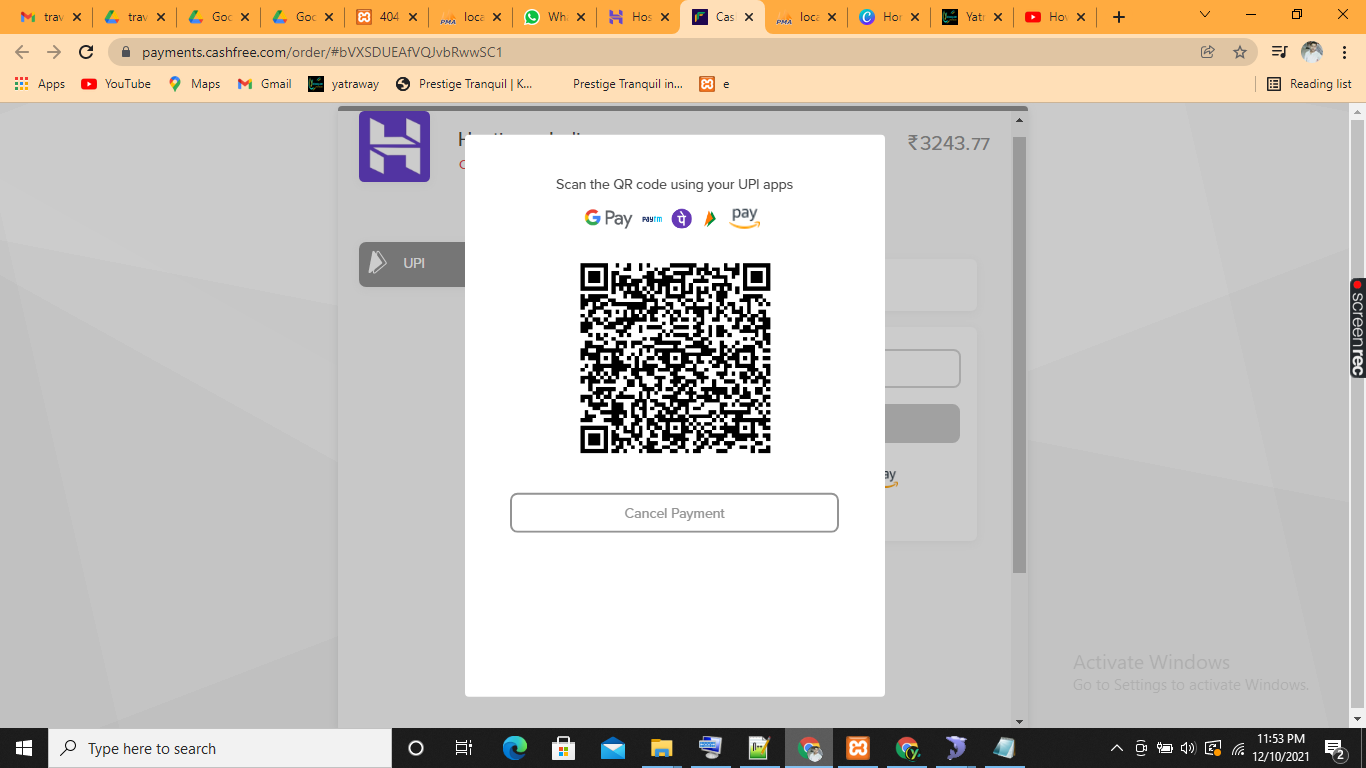 trav
trav
Goo
Goo
404
loca
Wha
Hos
Cas
loca
Hor
Yatr
Hov
payments.cashfree.com/order/#bVXSDUEAfVQJvbRwwSC1
Apps
YouTube
Maps
Gmail
yatraway
Prestige Tranquil | K...
Prestige Tranquil in...
e
Reading list
₹3243.77
Scan the QR code using your UPI apps
G Pay paytm pay
UPI
ay
Cancel Payment
screenrec
Activate Windows
Go to Settings to activate Windows.
Type here to search
11:53 PM
12/10/2021
2